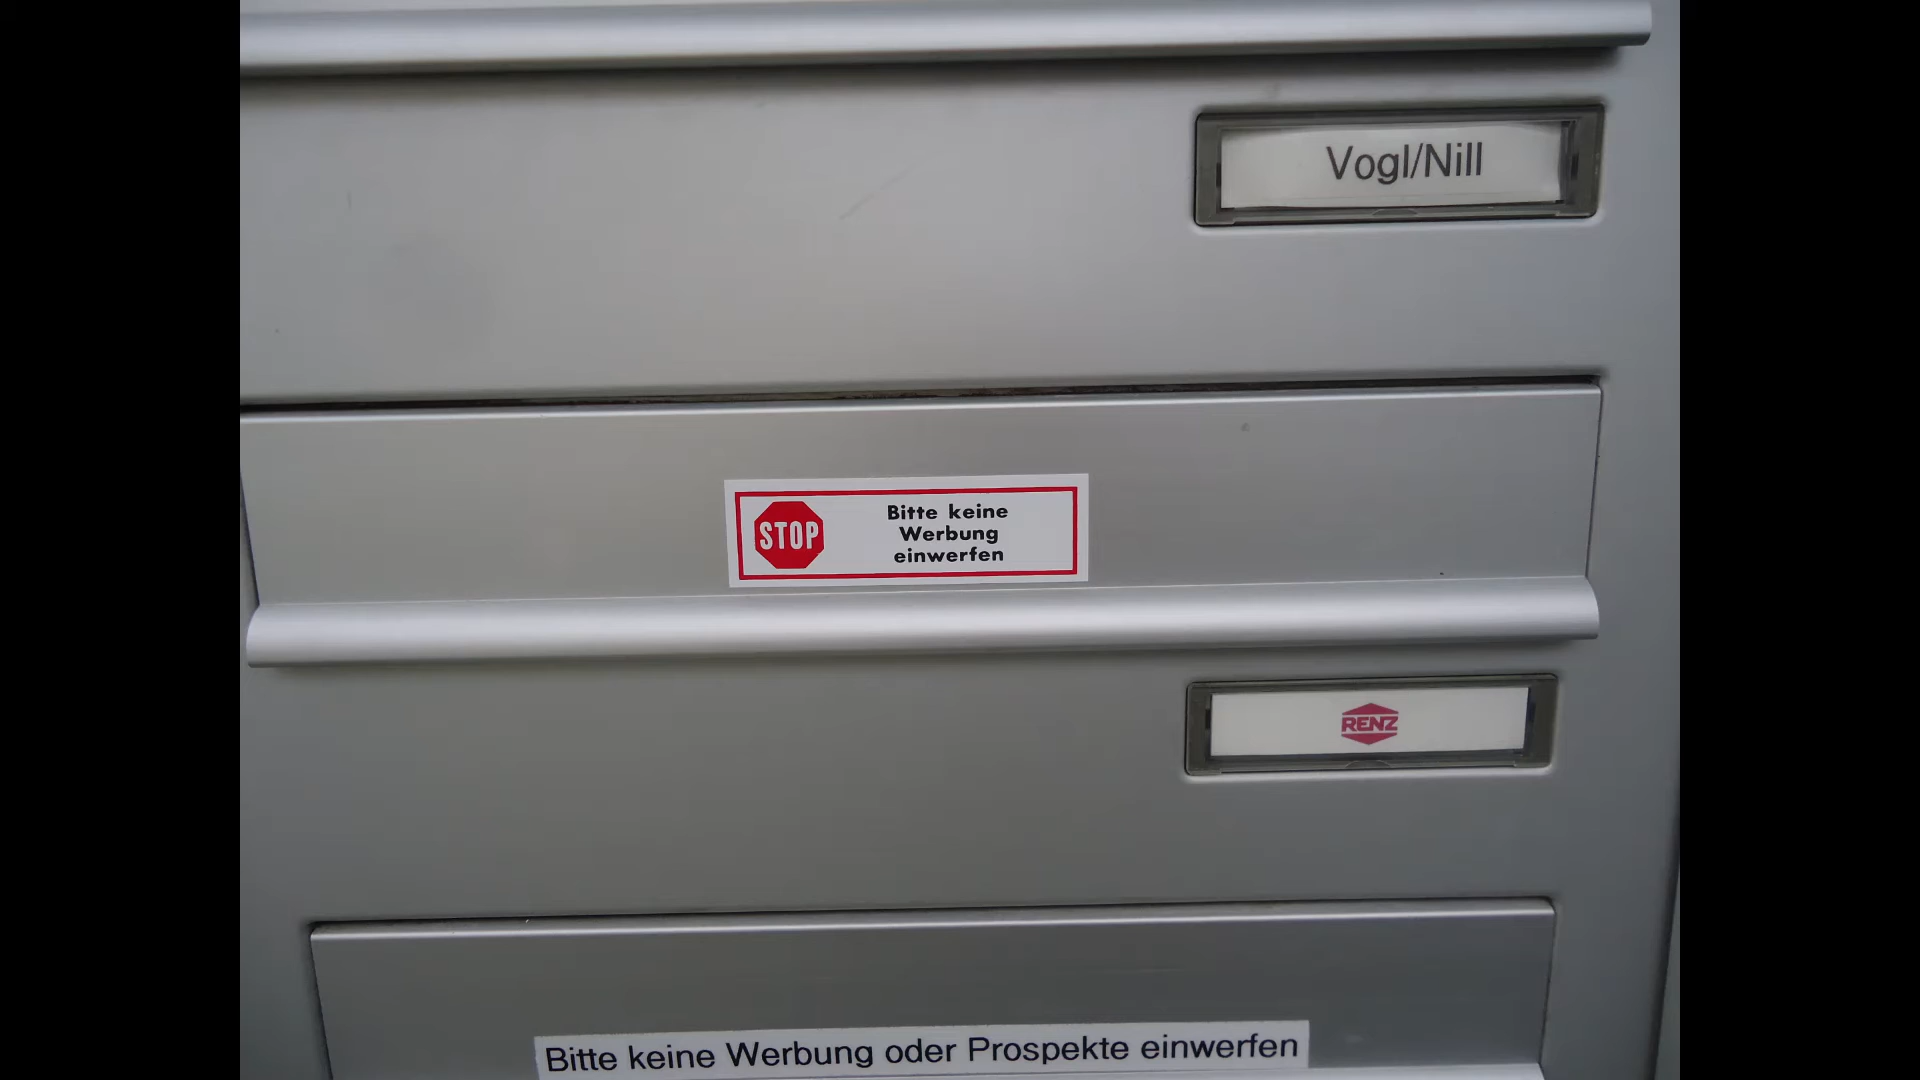 Vogl/Nill
STOP
Bitte keine
Werbung
einwerfen
RENZ
Bitte keine Werbung oder Prospekte einwerfen